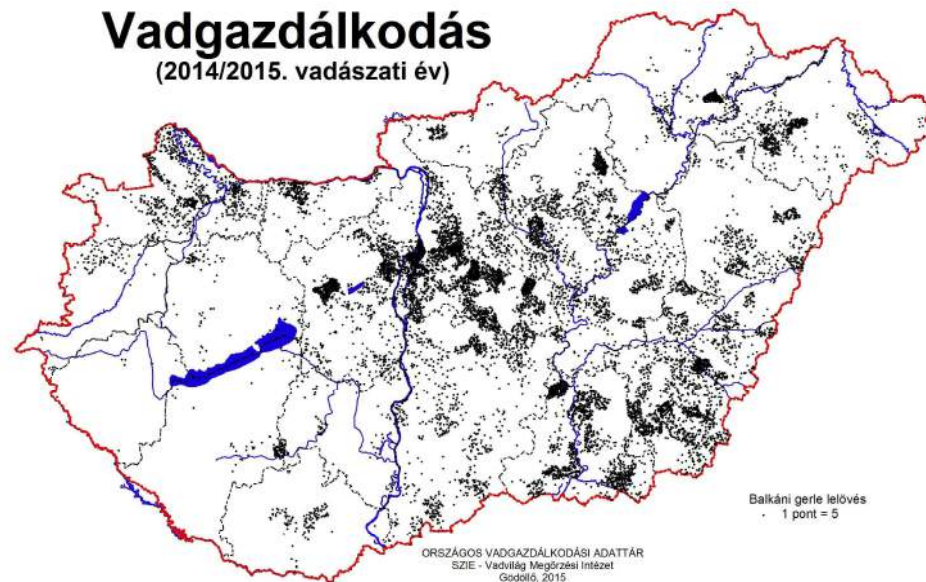 Vadgazdálkodás
(2014/2015. vadászati év)
Balkáni gerle lelövés
1 pont = 5
ORSZÁGOS VADGAZDÁLKODÁSI ADATTÁR
SZIE - Vadvilág Megőrzési Intézet
Gödöllő, 2015